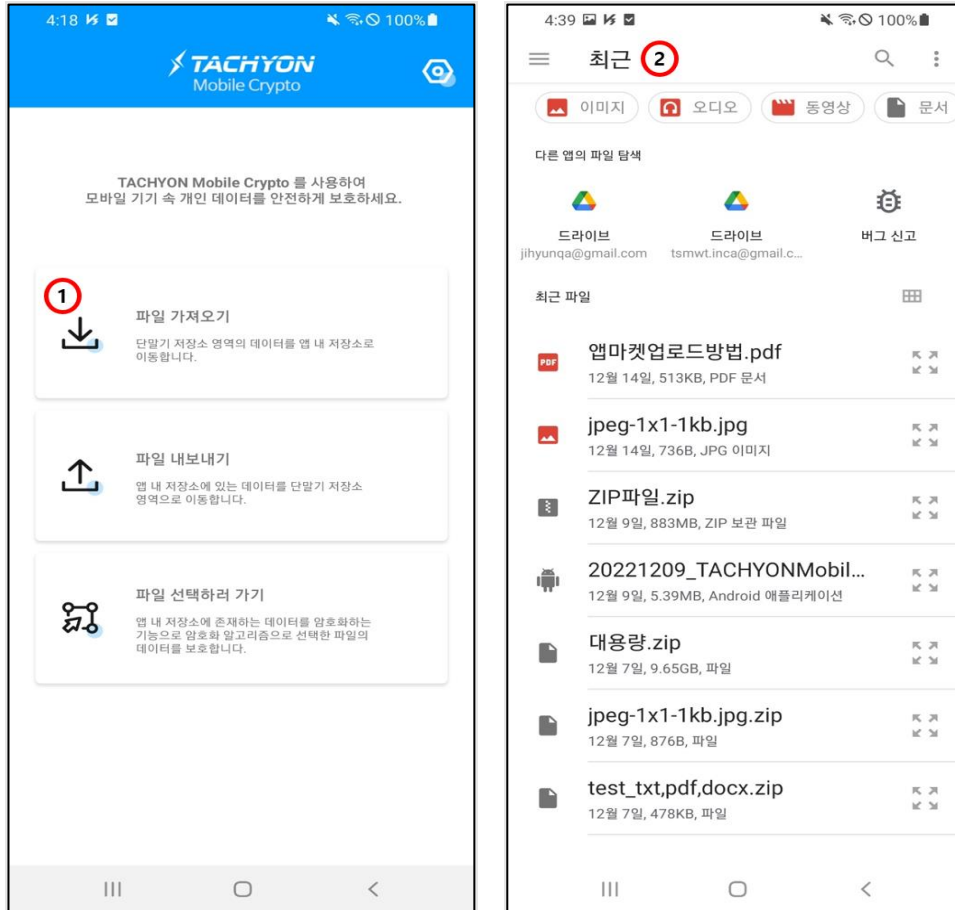 4:18
100%
TACHYON
Mobile Crypto
TACHYON Mobile Crypto 를 사용하여
모바일 기기 속 개인 데이터를 안전하게 보호하세요.
1
파일 가져오기
단말기 저장소 영역의 데이터를 앱 내 저장소로
이동합니다.
파일 내보내기
앱 내 저장소에 있는 데이터를 단말기 저장소
영역으로 이동합니다.
파일 선택하러 가기
앱 내 저장소에 존재하는 데이터를 암호화하는
기능으로 암호화 알고리즘으로 선택한 파일의
데이터를 보호합니다.
4:39
100%
최근 2
이미지 오디오 동영상 문서
다른 앱의 파일 탐색
드라이브 드라이브 버그 신고
jihyunqa@gmail.com tsmwt.inca@gmail.c...
최근 파일
PDF
앱마켓업로드방법.pdf
12월 14일, 513KB, PDF 문서
jpeg-1x1-1kb.jpg
12월 14일, 736B, JPG 이미지
ZIP파일.zip
12월 9일, 883MB, ZIP 보관 파일
20221209_TACHYONMobil...
12월 9일, 5.39MB, Android 애플리케이션
대용량.zip
12월 7일, 9.65GB, 파일
jpeg-1x1-1kb.jpg.zip
12월 7일, 876B, 파일
test_txt,pdf,docx.zip
12월 7일, 478KB, 파일